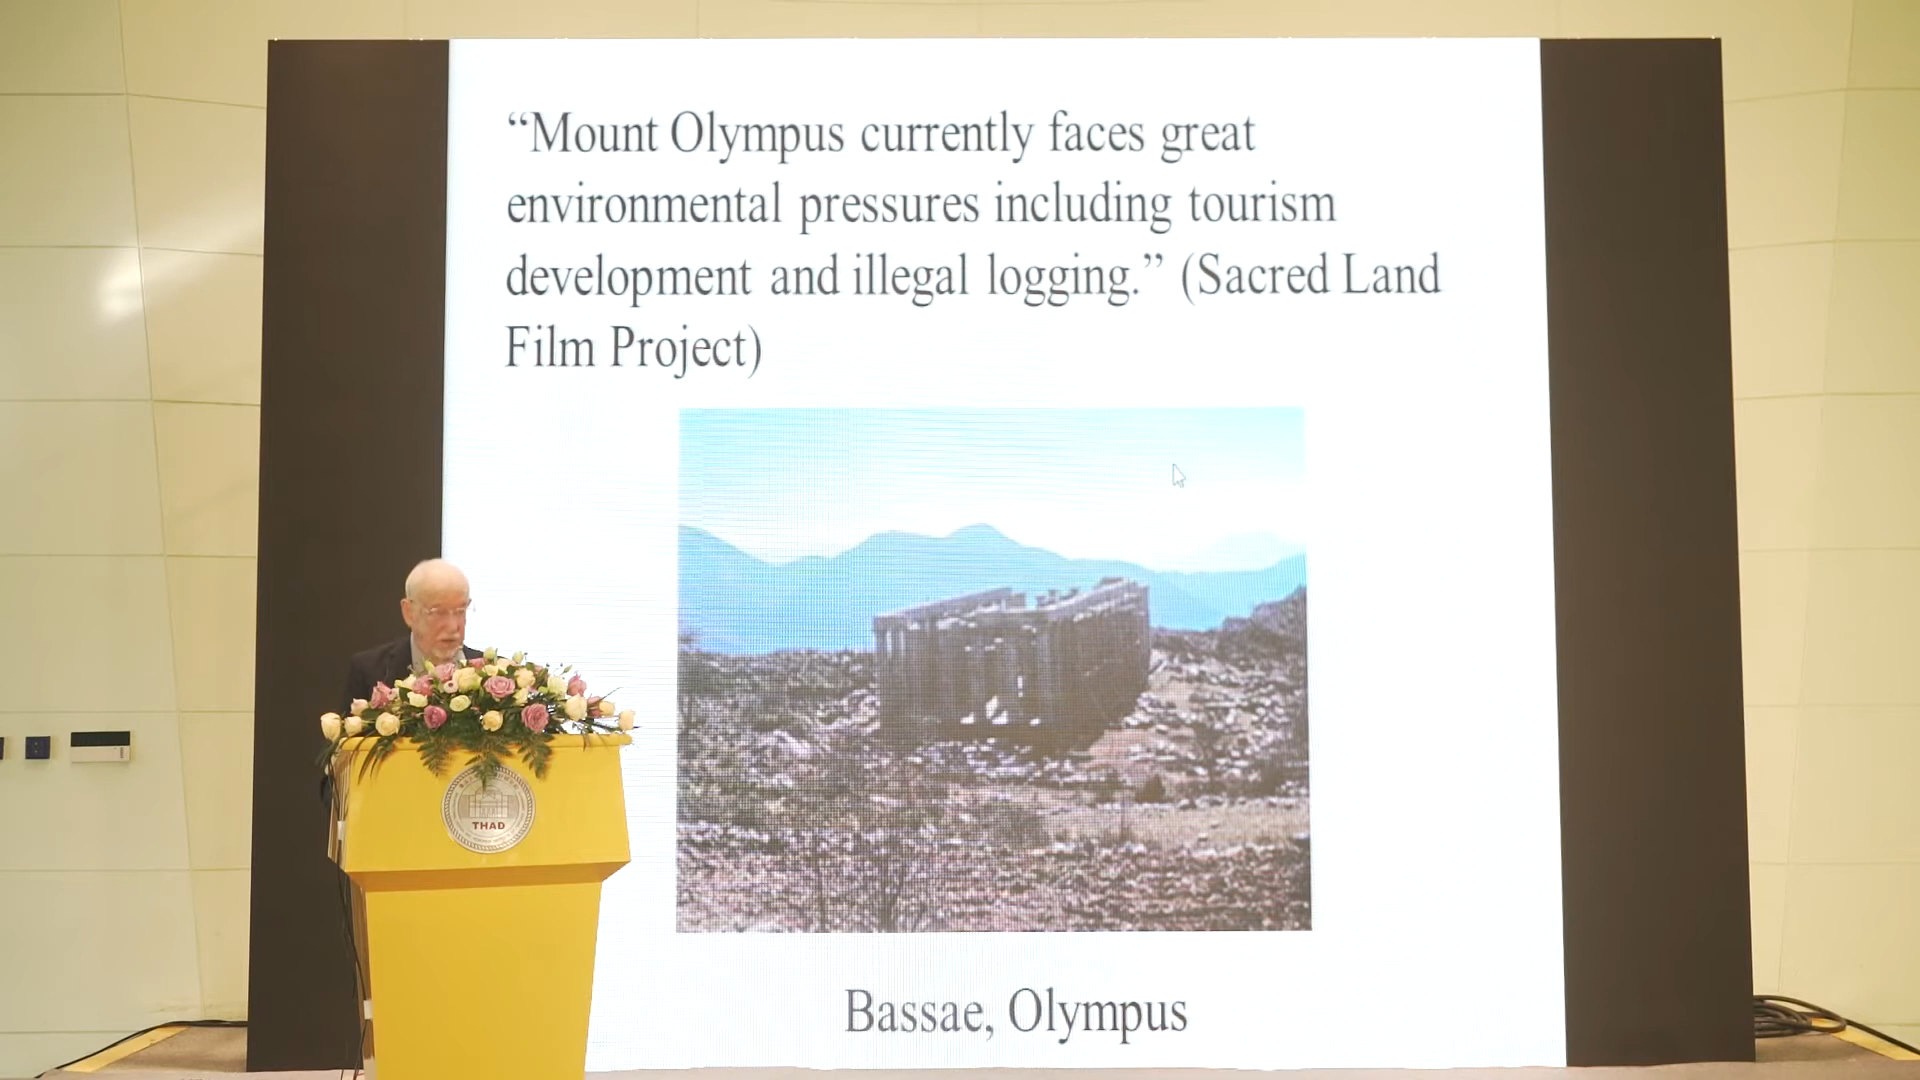 “Mount Olympus currently faces great
environmental pressures including tourism
development and illegal logging.” (Sacred Land
Film Project)
Bassae, Olympus
THAD